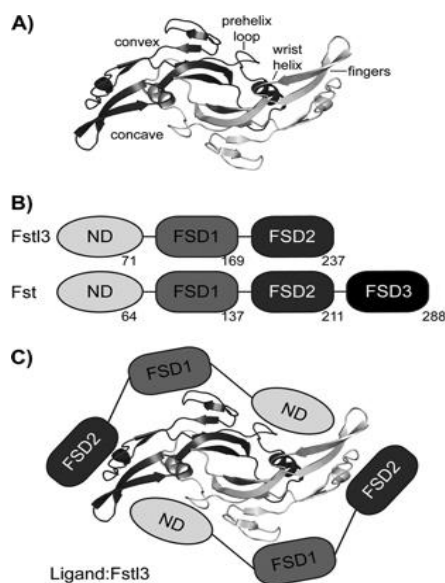 A)
convex
prehelix
loop
wrist
helix
fingers
concave
B)
Fstl3 ND FSD1 FSD2
71 169 237
Fst ND FSD1 FSD2 FSD3
64 137 211 288
C)
FSD1
ND
FSD2
FSD2
ND
FSD1
Ligand:Fstl3